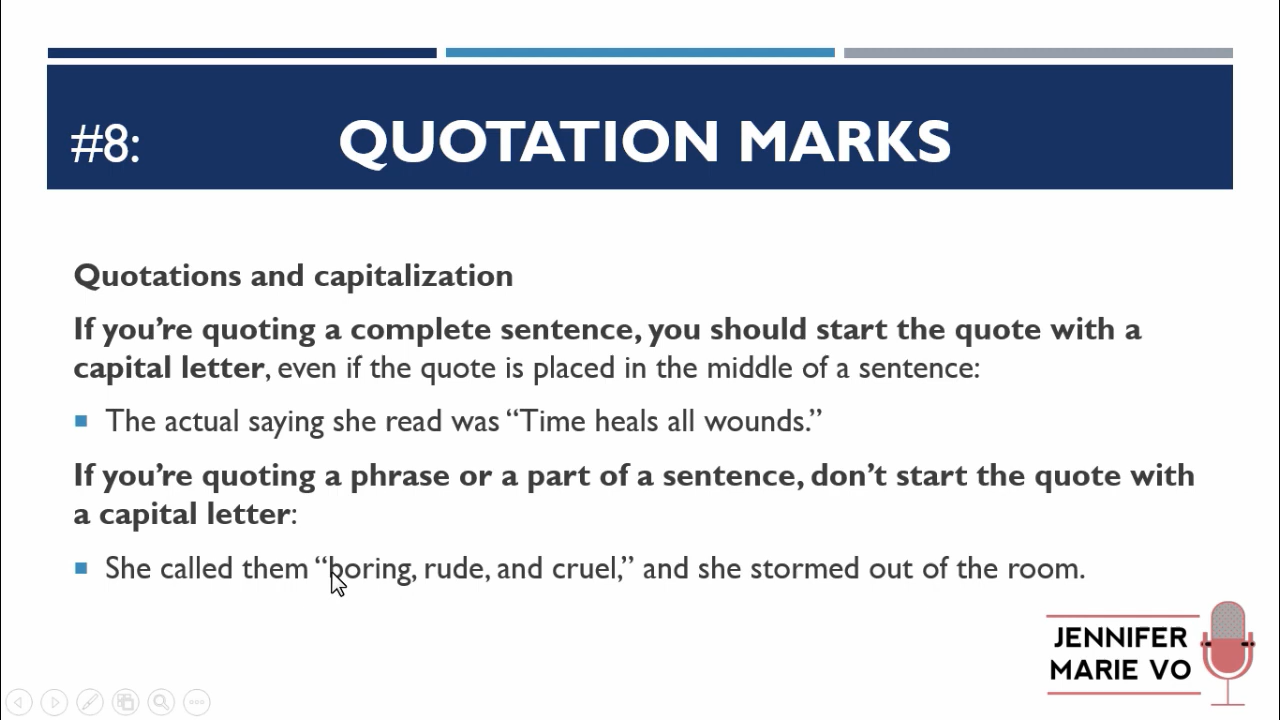 #8: QUOTATION MARKS
Quotations and capitalization
If you’re quoting a complete sentence, you should start the quote with a
capital letter, even if the quote is placed in the middle of a sentence:
The actual saying she read was “Time heals all wounds.”
If you’re quoting a phrase or a part of a sentence, don’t start the quote with
a capital letter:
She called them “boring, rude, and cruel,” and she stormed out of the room.
JENNIFER
MARIE VO